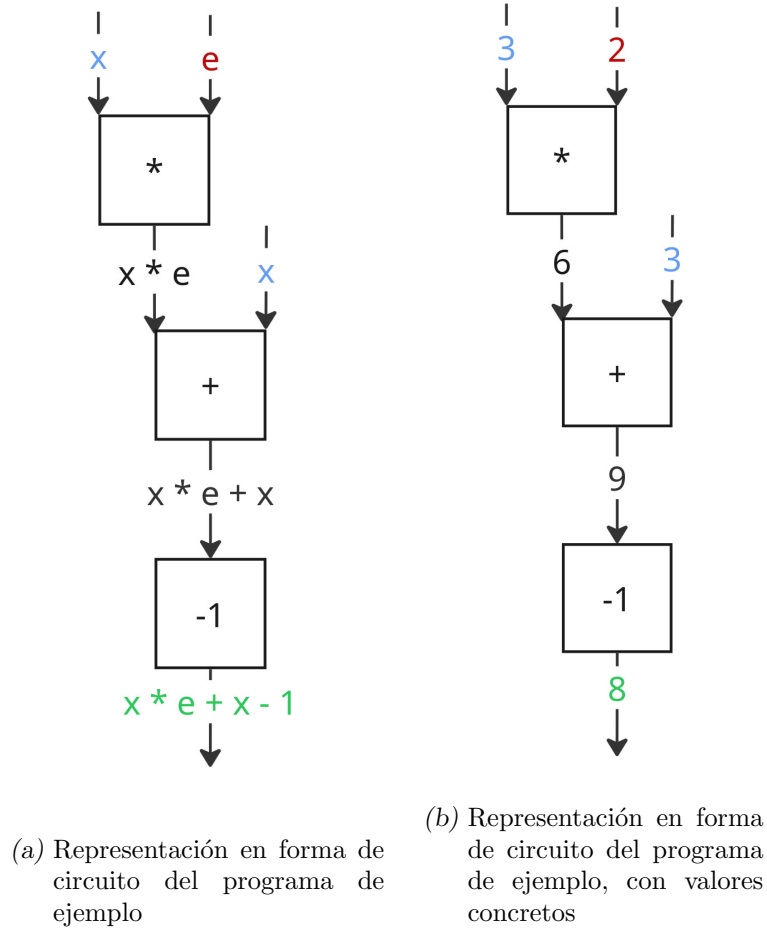 x e
*
x * e x
+
x * e + x
-1
x * e + x - 1
(a) Representación en forma de
circuito del programa de
ejemplo
3 2
*
6 3
+
9
-1
8
(b) Representación en forma
de circuito del programa
de ejemplo, con valores
concretos